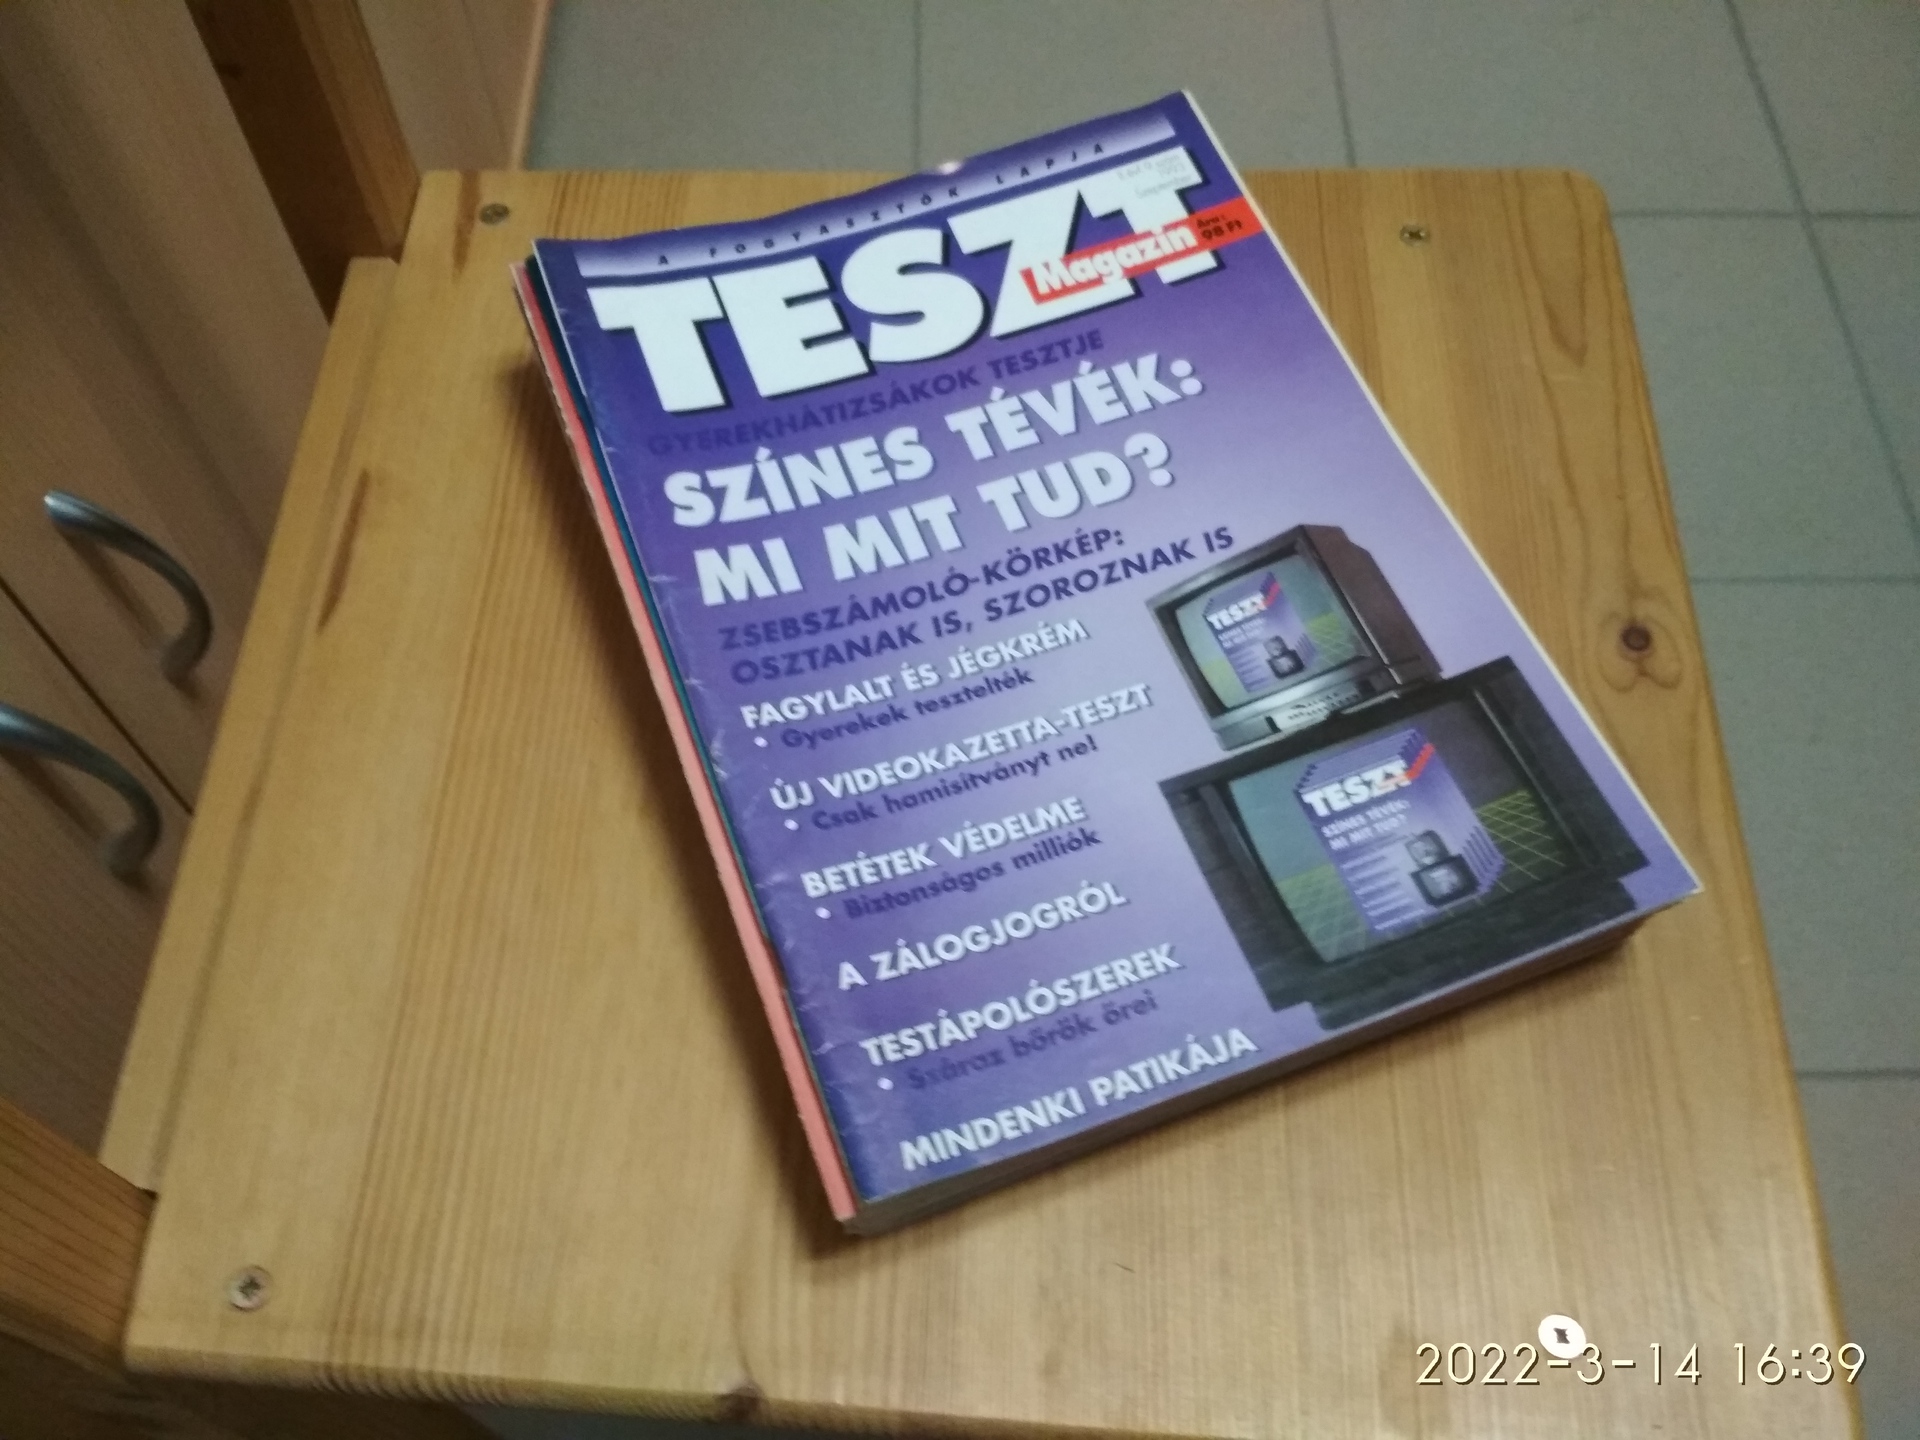 A FOGYASZTÓK LAPJA
TESZT
Magazin
Ára:
98 Ft
GYEREKHÁTIZSÁKOK TESZTJE
SZÍNES TÉVÉK:
MI MIT TUD?
ZSEBSZÁMOLÓ-KÖRKÉP:
OSZTANAK IS, SZOROZNAK IS
FAGYLALT ÉS JÉGKRÉM
• Gyerekek tesztelték
ÚJ VIDEOKAZETTA-TESZT
• Csak hamisítványt ne!
BETÉTEK VÉDELME
• Biztonságos milliók
A ZÁLOGJOGRÓL
TESTÁPOLÓSZEREK
• Száraz bőrök őrei
MINDENKI PATIKÁJA
TESZT
TESZT
SZÍNES TÉVÉK:
MI MIT TUD?
2022-3-14 16:39